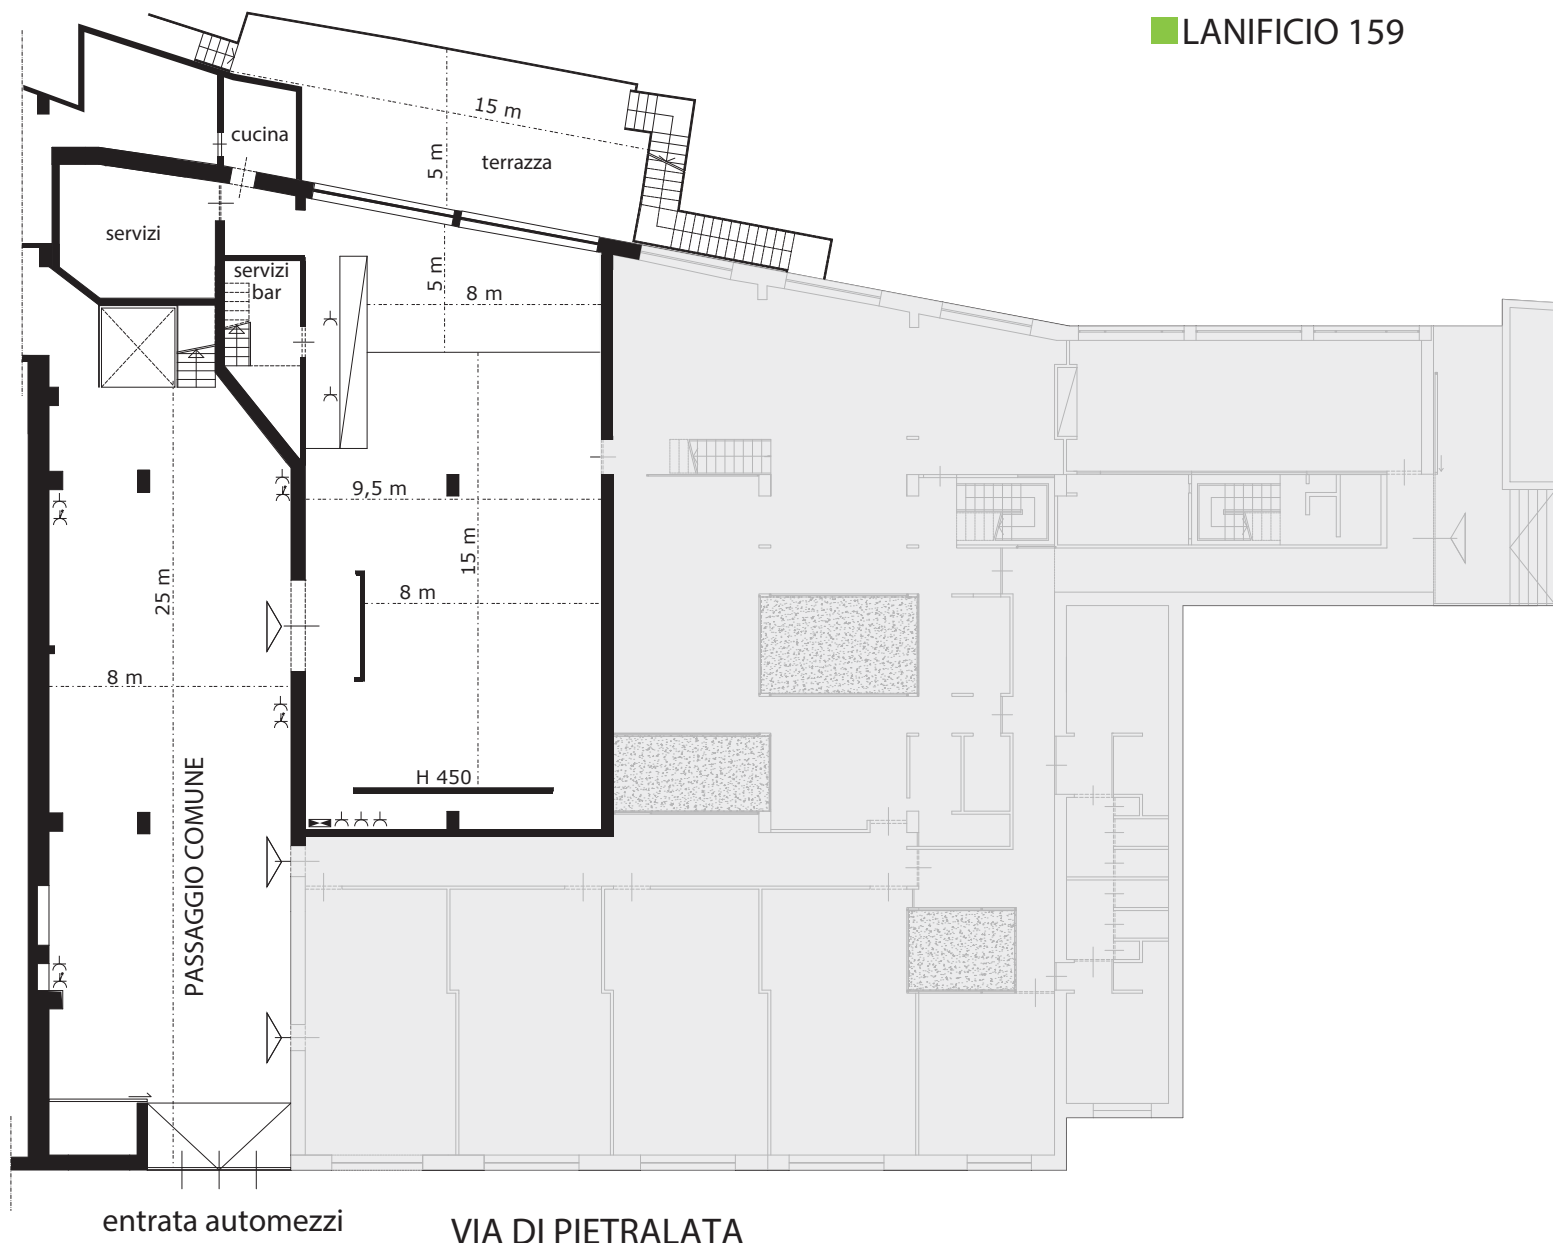 LANIFICIO 159
15 m
cucina
5 m
terrazza
servizi
servizi
bar
5 m
8 m
9,5 m
15 m
25 m
8 m
8 m
PASSAGGIO COMUNE
H 450
entrata automezzi
VIA DI PIETRALATA